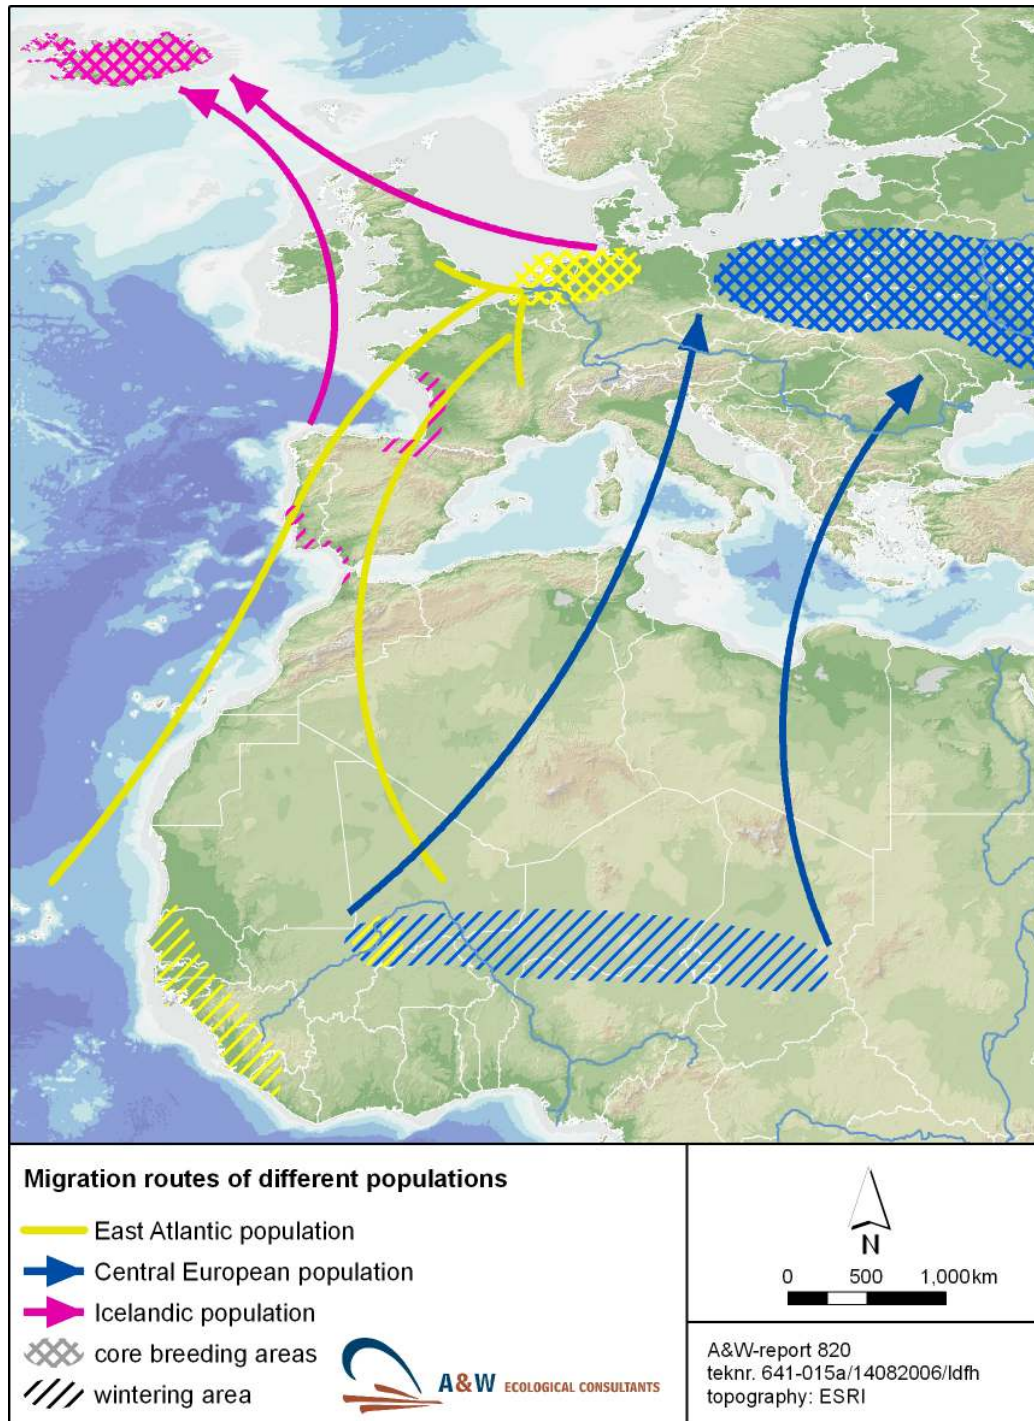 Migration routes of different populations
East Atlantic population
Central European population
Icelandic population
core breeding areas
wintering area
A&W ECOLOGICAL CONSULTANTS
N
0 500 1,000km
A&W-report 820
teknr. 641-015a/14082006/ldfh
topography: ESRI